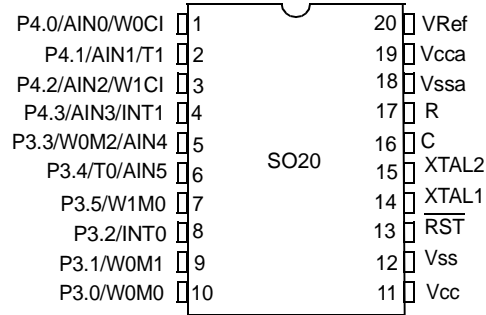 P4.0/AIN0/W0CI 1 20 VRef
P4.1/AIN1/T1 2 19 Vcca
P4.2/AIN2/W1CI 3 18 Vssa
P4.3/AIN3/INT1 4 17 R
P3.3/W0M2/AIN4 5 16 C
SO20
P3.4/T0/AIN5 6 15 XTAL2
P3.5/W1M0 7 14 XTAL1
P3.2/INT0 8 13 R̅S̅T̅
P3.1/W0M1 9 12 Vss
P3.0/W0M0 10 11 Vcc